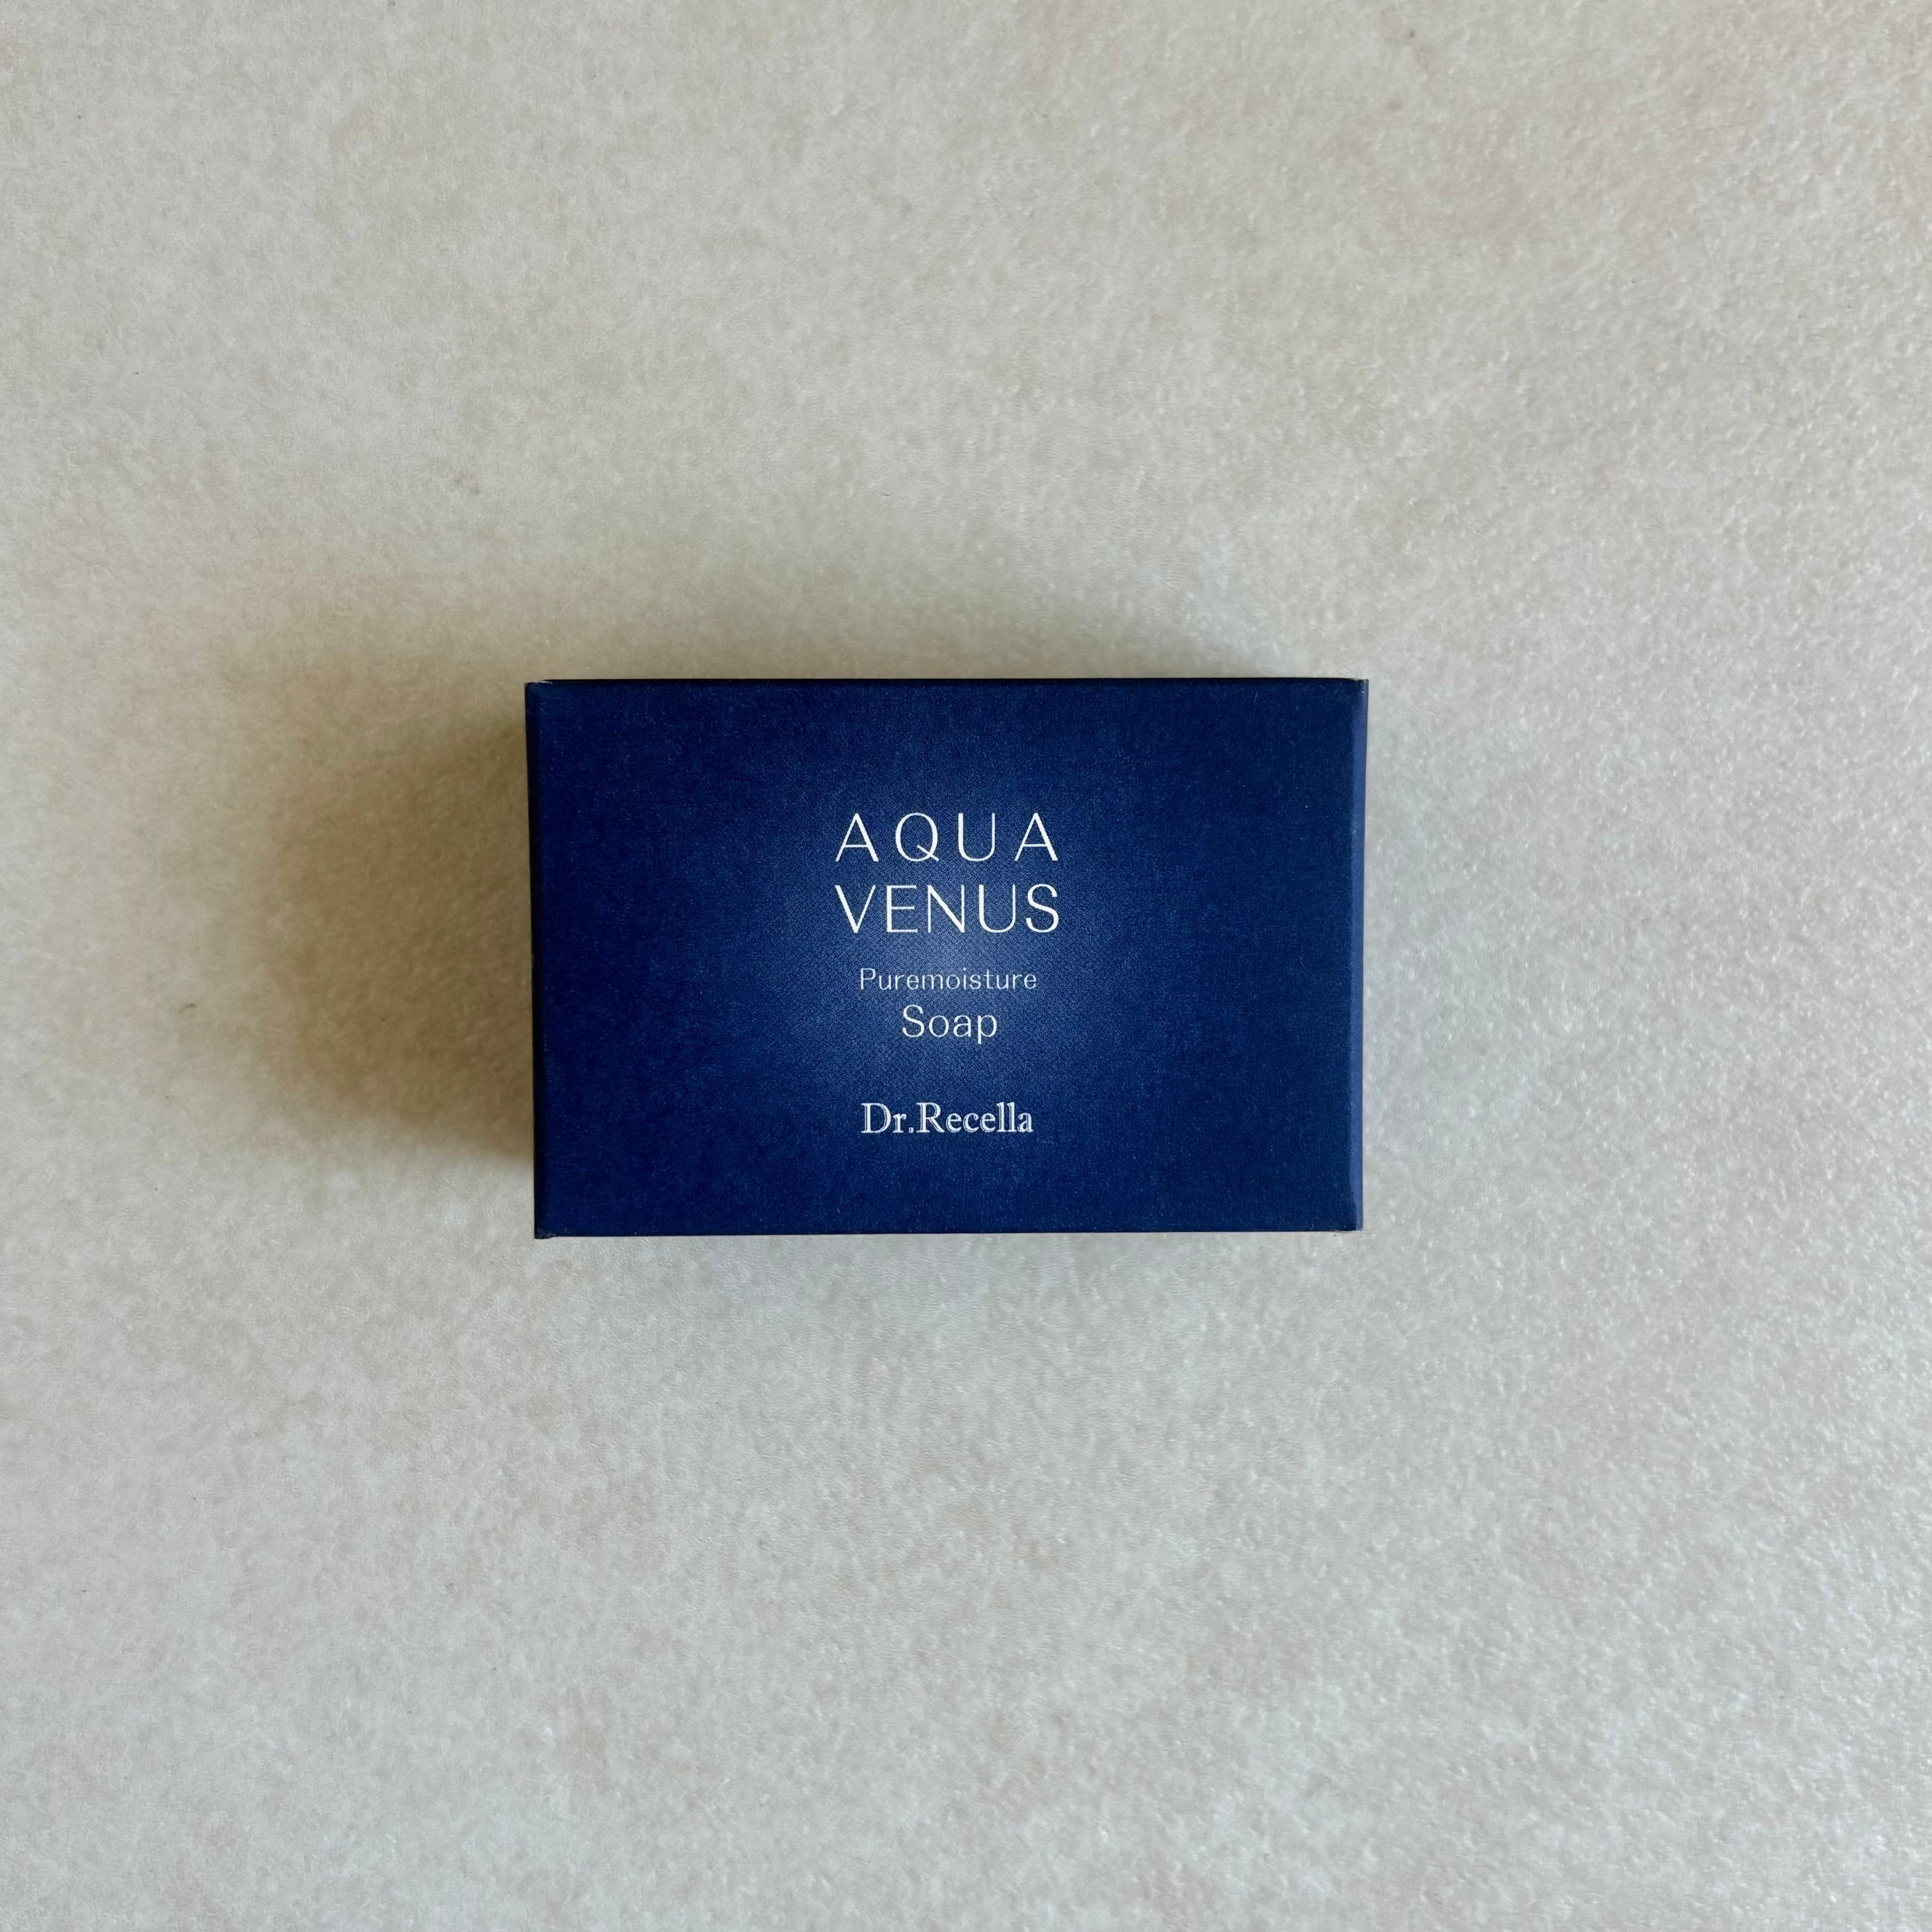 AQUA
VENUS
Puremoisture
Soap
Dr.Recella